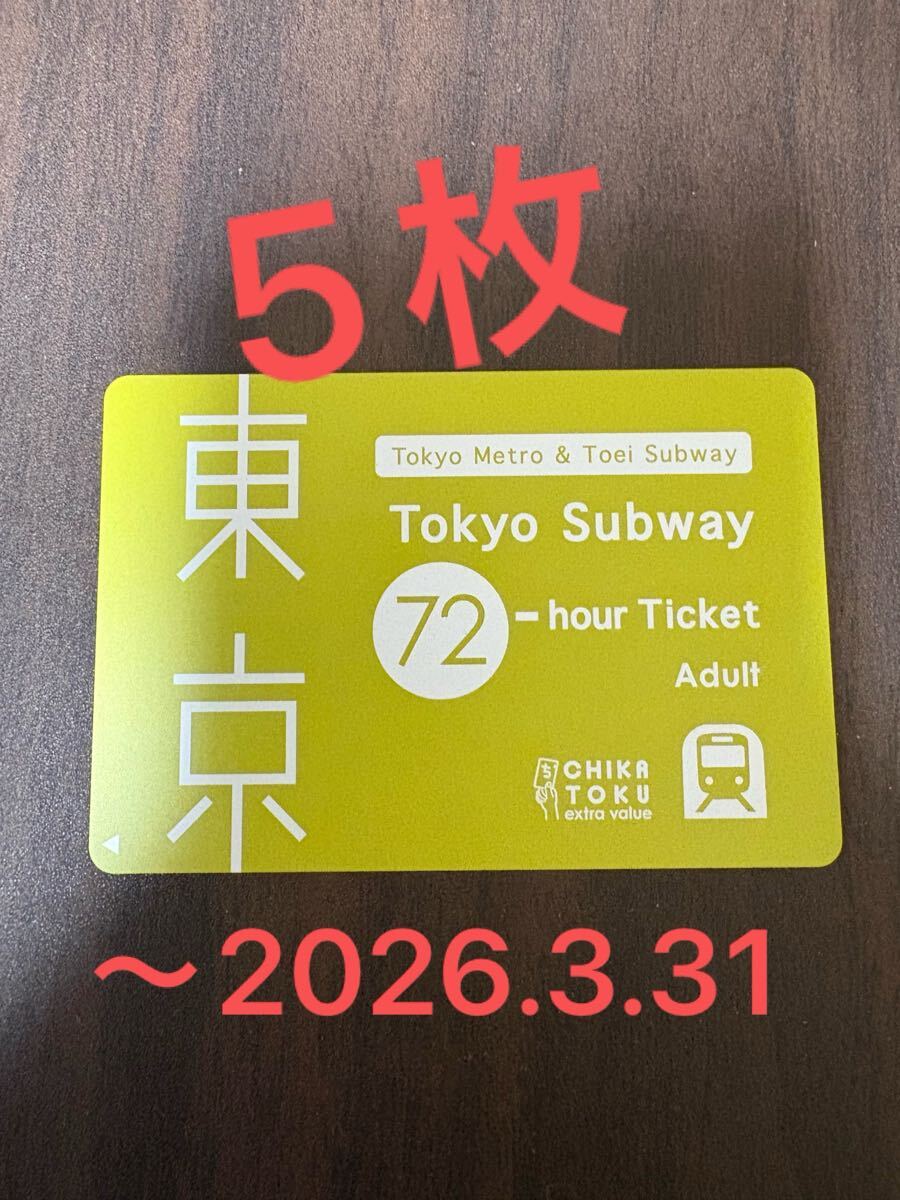 5枚
東京
Tokyo Metro & Toei Subway
Tokyo Subway
72-hour Ticket
Adult
ち
CHIKA
TOKU
extra value
～2026.3.31